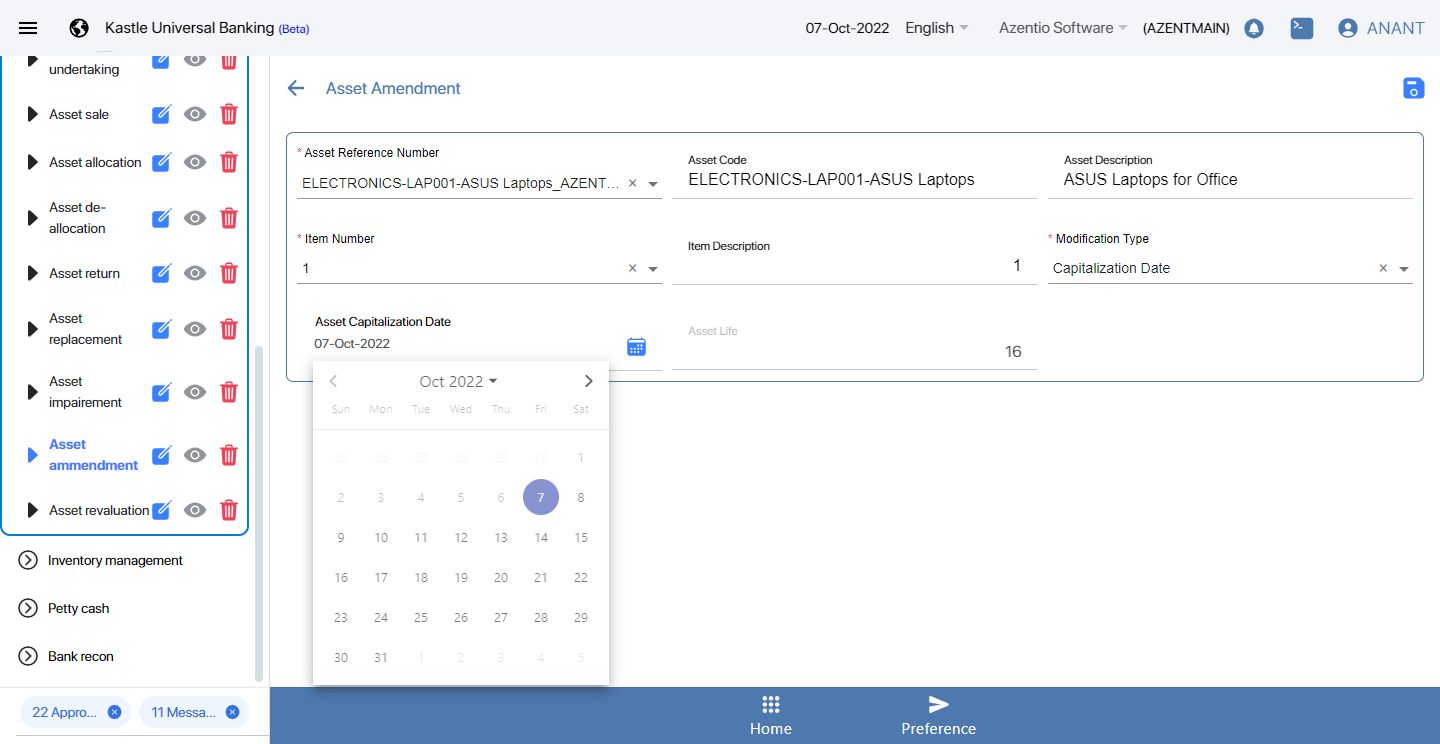 Kastle Universal Banking (Beta)
07-Oct-2022 English Azentio Software (AZENTMAIN) ANANT
undertaking
Asset sale
Asset allocation
Asset de-
allocation
Asset return
Asset
replacement
Asset
impairement
Asset
ammendment
Asset revaluation
Inventory management
Petty cash
Bank recon
22 Appro...
11 Messa...
Asset Amendment
* Asset Reference Number
ELECTRONICS-LAP001-ASUS Laptops_AZENT...
Asset Code
ELECTRONICS-LAP001-ASUS Laptops
Asset Description
ASUS Laptops for Office
* Item Number
1
Item Description
1
* Modification Type
Capitalization Date
Asset Capitalization Date
07-Oct-2022
Asset Life
16
Oct 2022
Sun Mon Tue Wed Thu Fri Sat
25 26 27 28 29 30 1
2 3 4 5 6 7 8
9 10 11 12 13 14 15
16 17 18 19 20 21 22
23 24 25 26 27 28 29
30 31 1 2 3 4 5
Home
Preference